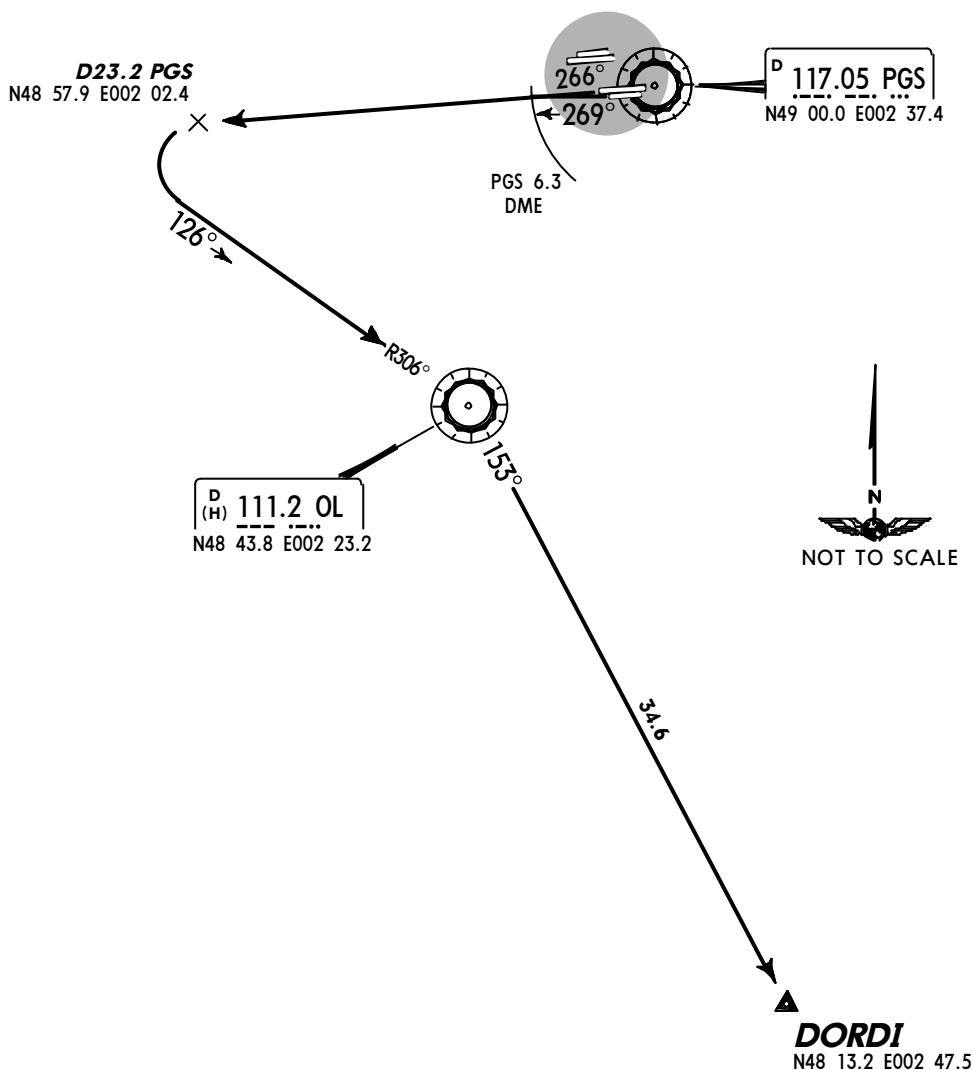 D23.2 PGS
N48 57.9 E002 02.4
266°
269°
D 117.05 PGS
N49 00.0 E002 37.4
PGS 6.3
DME
126°
R306°
153°
D
(H) 111.2 OL
N48 43.8 E002 23.2
N
NOT TO SCALE
34.6
DORDI
N48 13.2 E002 47.5